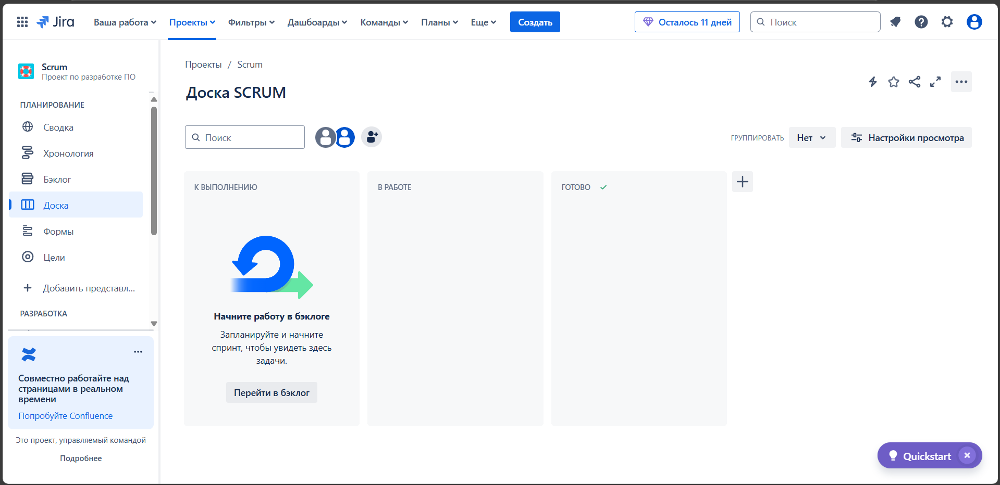 Jira
Ваша работа
Проекты
Фильтры
Дашбоарды
Команды
Планы
Еще
Создать
Осталось 11 дней
Поиск
Scrum
Проект по разработке ПО
ПЛАНИРОВАНИЕ
Сводка
Хронология
Бэклог
Доска
Формы
Цели
Добавить представл...
РАЗРАБОТКА
Совместно работайте над
страницами в реальном
времени
Попробуйте Confluence
Это проект, управляемый командой
Подробнее
Проекты / Scrum
Доска SCRUM
Поиск
ГРУППИРОВАТЬ
Нет
Настройки просмотра
К ВЫПОЛНЕНИЮ
Начните работу в бэклоге
Запланируйте и начните
спринт, чтобы увидеть здесь
задачи.
Перейти в бэклог
В РАБОТЕ
ГОТОВО
Quickstart